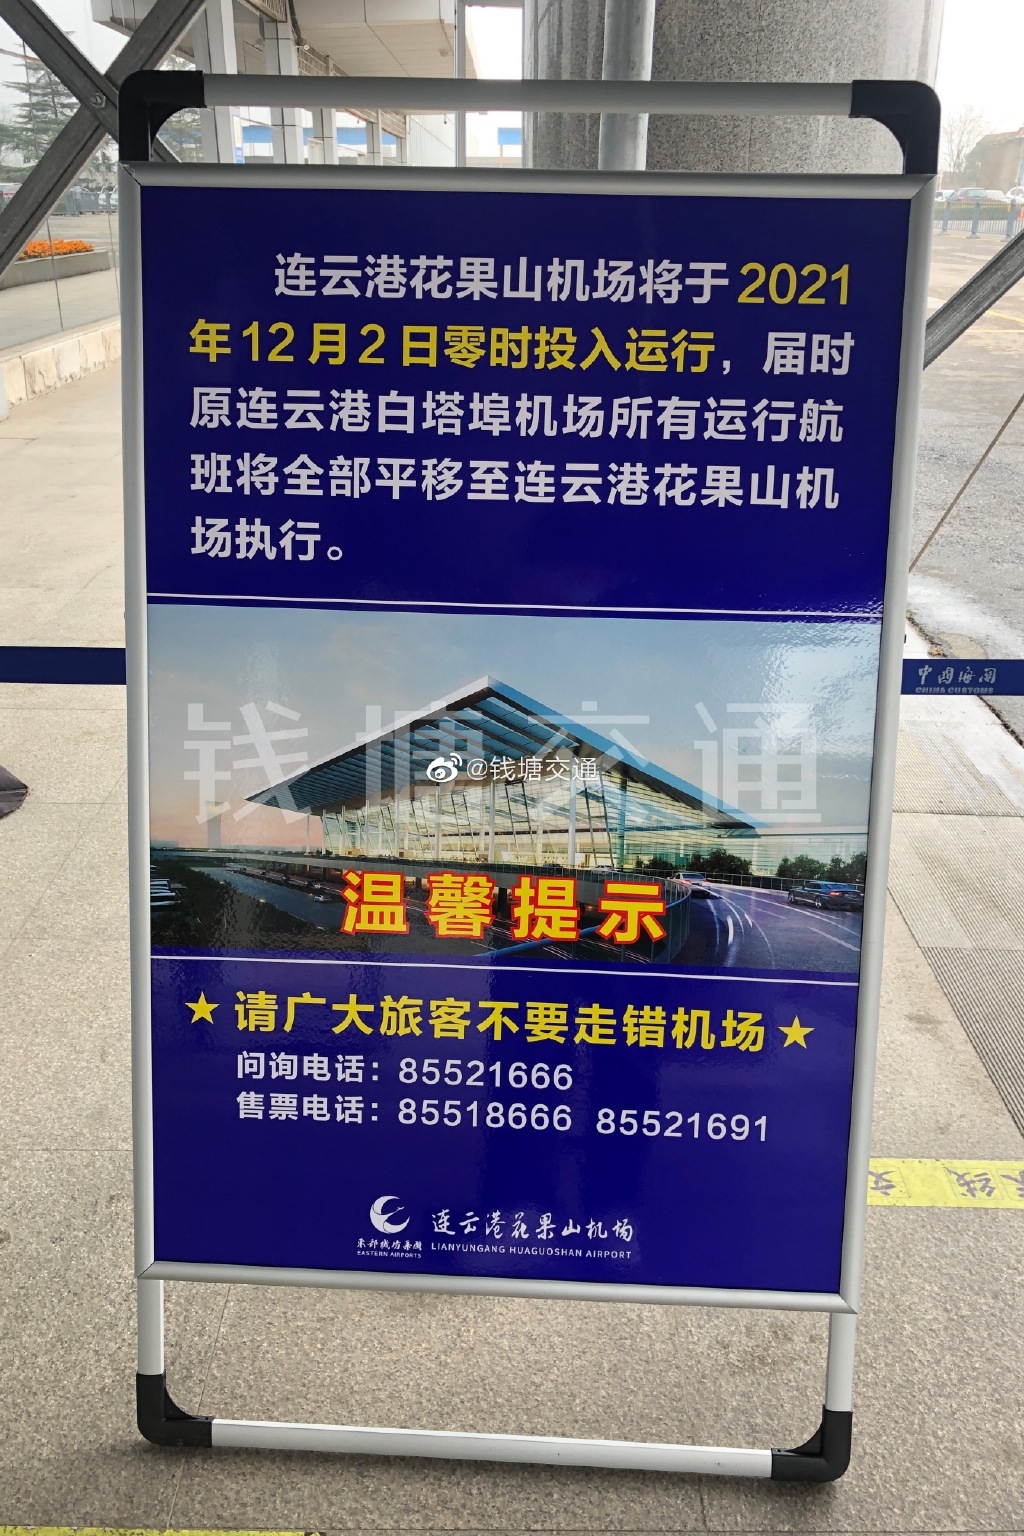 连云港花果山机场将于2021
年12月2日零时投入运行，届时
原连云港白塔埠机场所有运行航
班将全部平移至连云港花果山机
场执行。
中国海关
CHINA CUSTOMS
钱塘交通
@钱塘交通
温馨提示
★请广大旅客不要走错机场★
问询电话：85521666
售票电话：85518666 85521691
东部机场集团
EASTERN AIRPORTS
连云港花果山机场
LIANYUNGANG HUAGUOSHAN AIRPORT